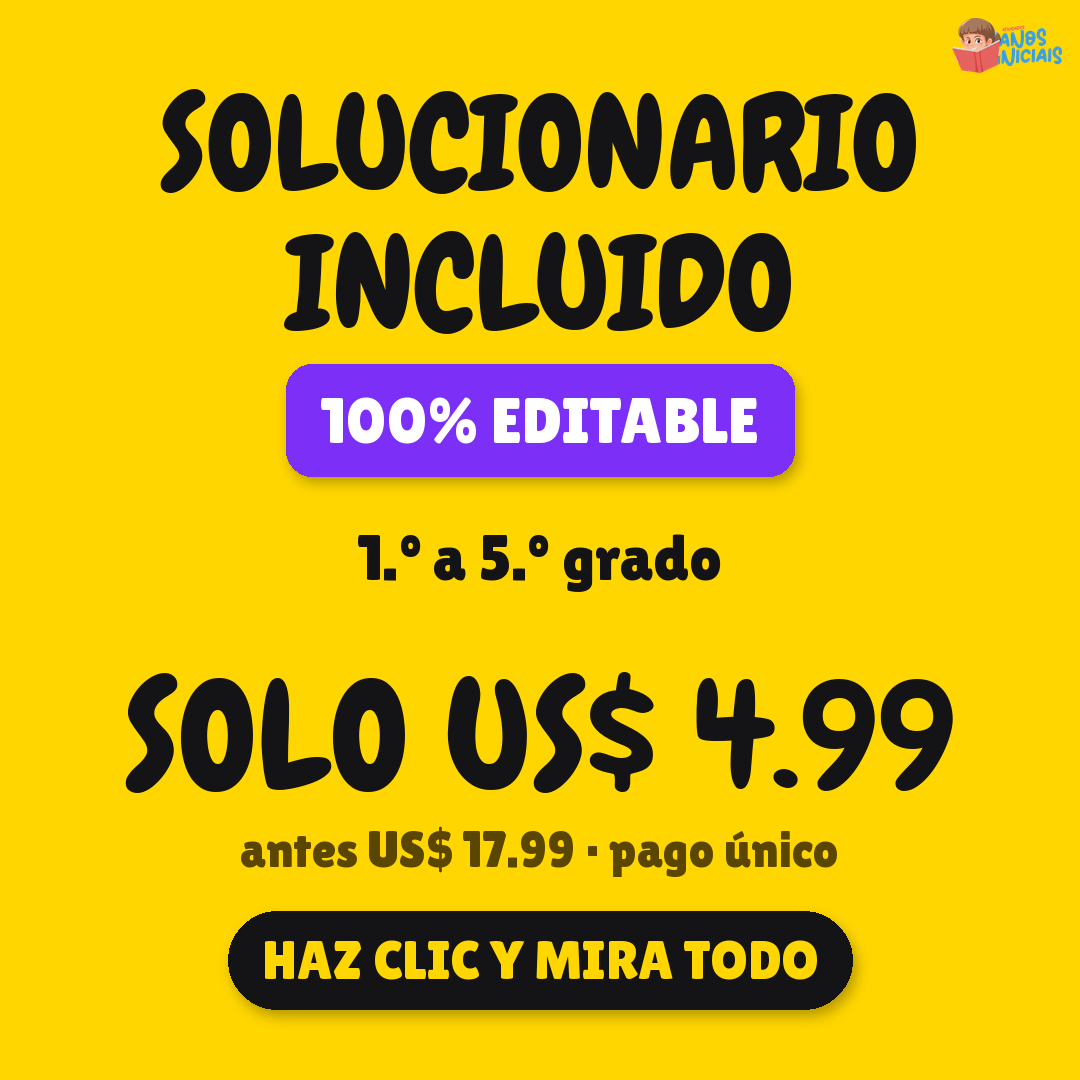 ANOS
INICIAIS
SOLUCIONARIO
INCLUIDO
100% EDITABLE
1.º a 5.º grado
SOLO US$ 4.99
antes US$ 17.99 · pago único
HAZ CLIC Y MIRA TODO